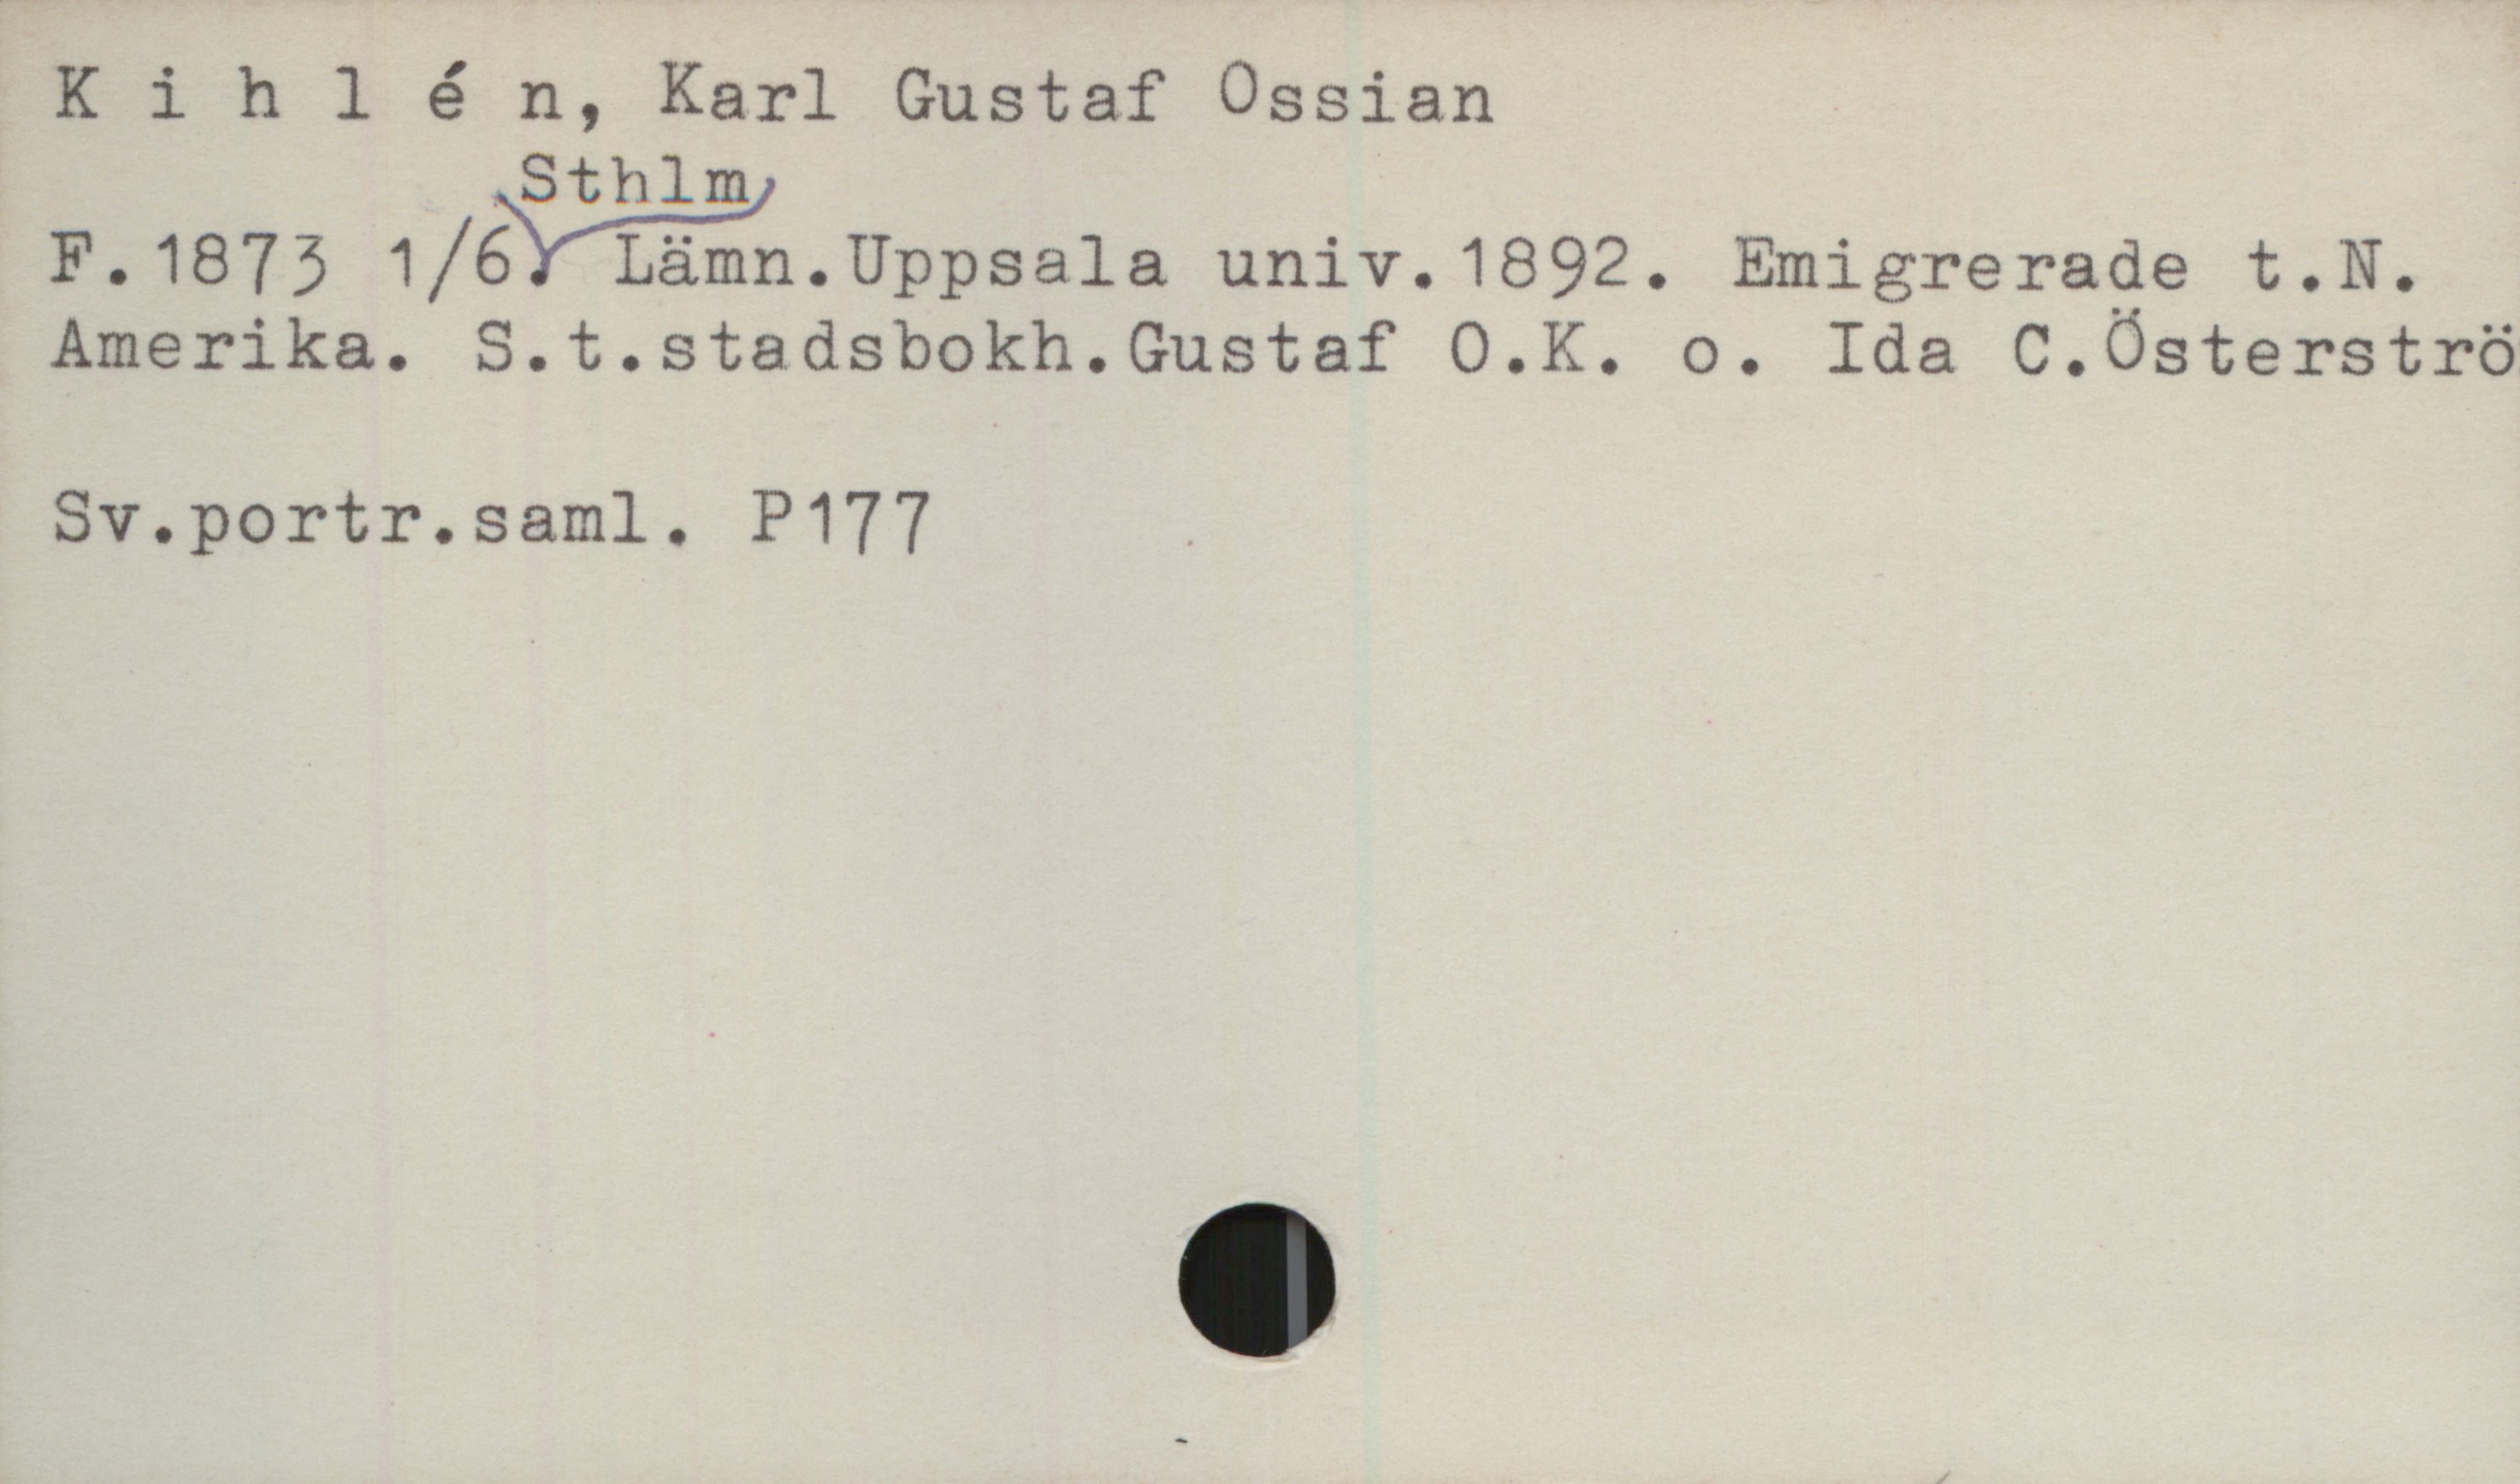 K i h l é n, Karl Gustaf Ossian
Sthlm
F.1873 1/6. Lämn.Uppsala univ.1892. Emigrerade t.N.
Amerika. S.t.stadsbokh.Gustaf O.K. o. Ida C.Österströ
Sv.portr.saml. P177